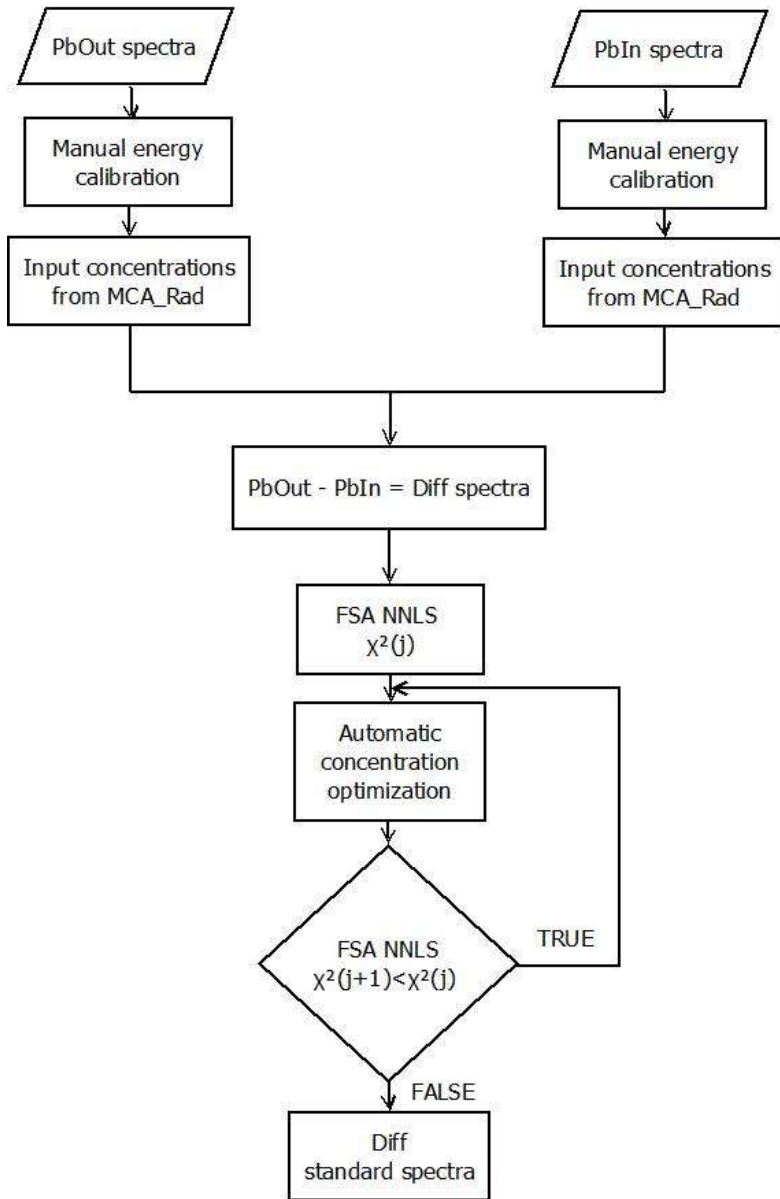 PbOut spectra
PbIn spectra
Manual energy
calibration
Manual energy
calibration
Input concentrations
from MCA_Rad
Input concentrations
from MCA_Rad
PbOut - PbIn = Diff spectra
FSA NNLS
χ²(j)
Automatic
concentration
optimization
FSA NNLS
χ²(j+1)<χ²(j)
TRUE
FALSE
Diff
standard spectra